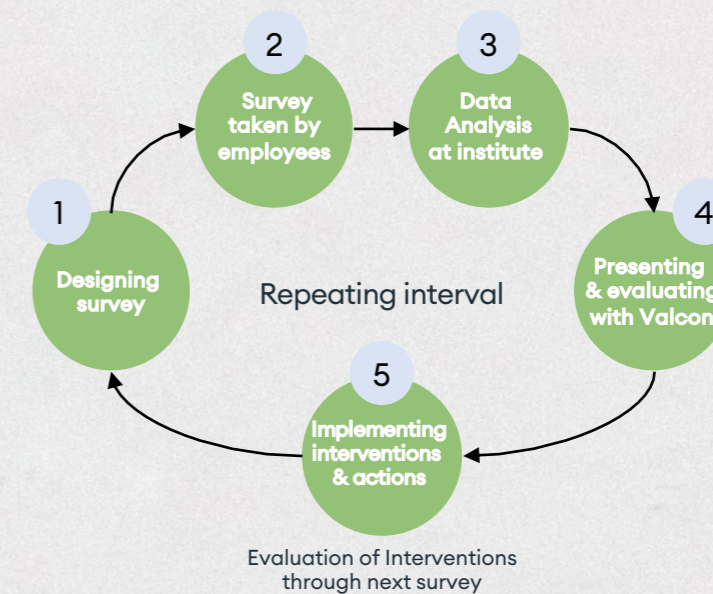 1
Designing
survey
2
Survey
taken by
employees
3
Data
Analysis
at institute
4
Presenting
& evaluating
with Valcon
Repeating interval
5
Implementing
interventions
& actions
Evaluation of Interventions
through next survey